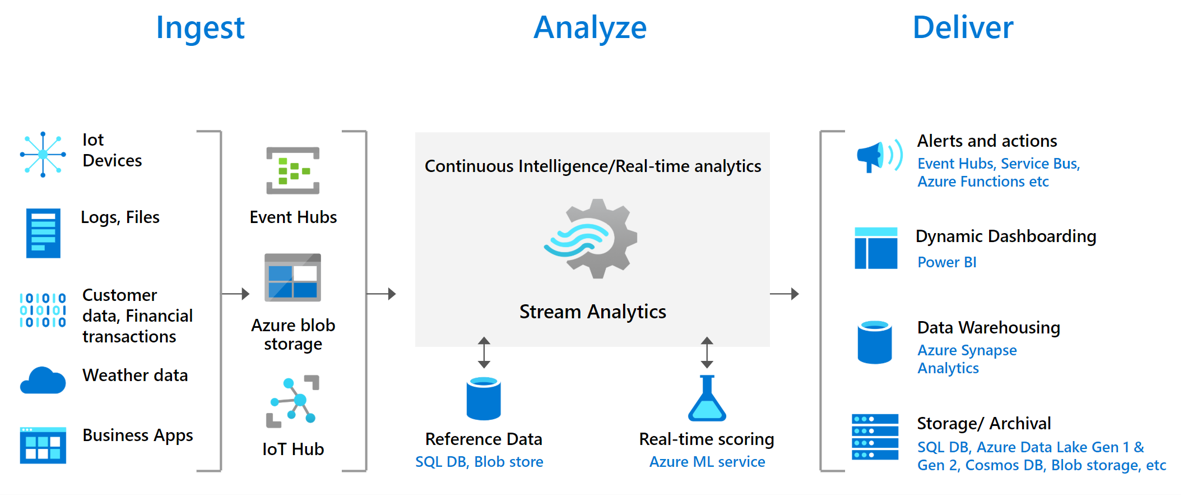 Ingest
Analyze
Deliver
Iot
Devices
Logs, Files
Customer
data, Financial
transactions
Weather data
Business Apps
Event Hubs
Azure blob
storage
IoT Hub
Continuous Intelligence/Real-time analytics
Stream Analytics
Reference Data
SQL DB, Blob store
Real-time scoring
Azure ML service
Alerts and actions
Event Hubs, Service Bus,
Azure Functions etc
Dynamic Dashboarding
Power BI
Data Warehousing
Azure Synapse
Analytics
Storage/ Archival
SQL DB, Azure Data Lake Gen 1 &
Gen 2, Cosmos DB, Blob storage, etc